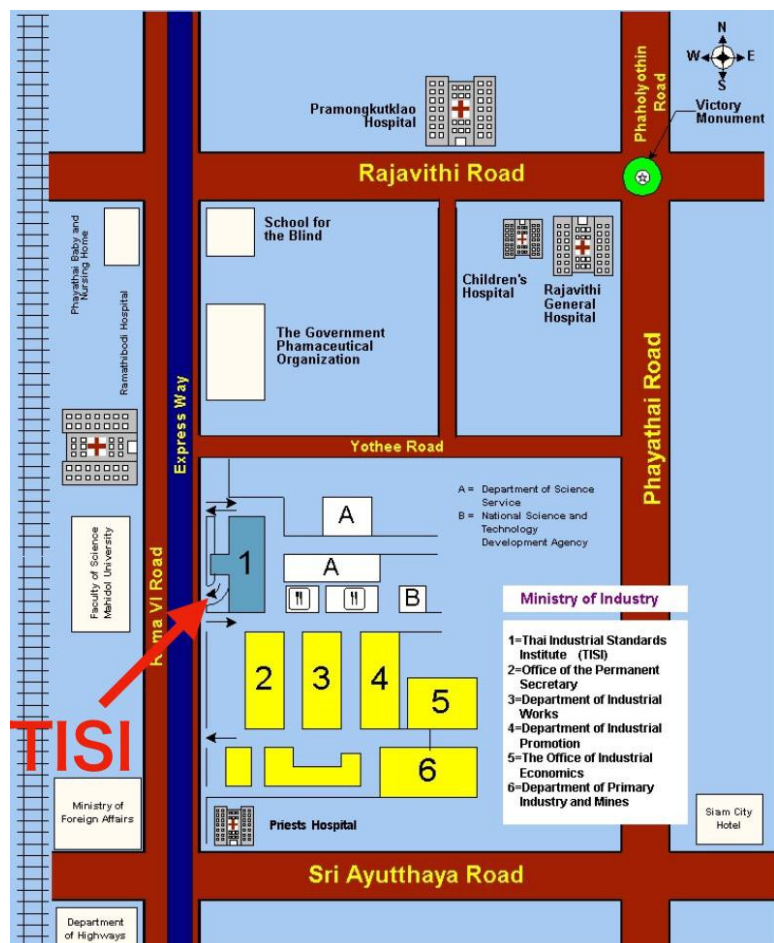 N
W
E
S
Phaholyothin
Road
Victory
Monument
Pramongkutklao
Hospital
Rajavithi Road
Phayathai Baby and
Nursing Home
School for
the Blind
Children's
Hospital
Rajavithi
General
Hospital
Ramathibodi Hospital
The Government
Phamaceutical
Organization
Express Way
Phayathai Road
Yothee Road
A = Department of Science
Service
B = National Science and
Technology
Development Agency
A
1
A
B
Faculty of Science
Mahidol University
Rama VI Road
Ministry of Industry
1=Thai Industrial Standards
Institute (TISI)
2=Office of the Permanent
Secretary
3=Department of Industrial
Works
4=Department of Industrial
Promotion
5=The Office of Industrial
Economics
6=Department of Primary
Industry and Mines
2
3
4
5
6
TISI
Ministry of
Foreign Affairs
Priests Hospital
Siam City
Hotel
Sri Ayutthaya Road
Department
of Highways